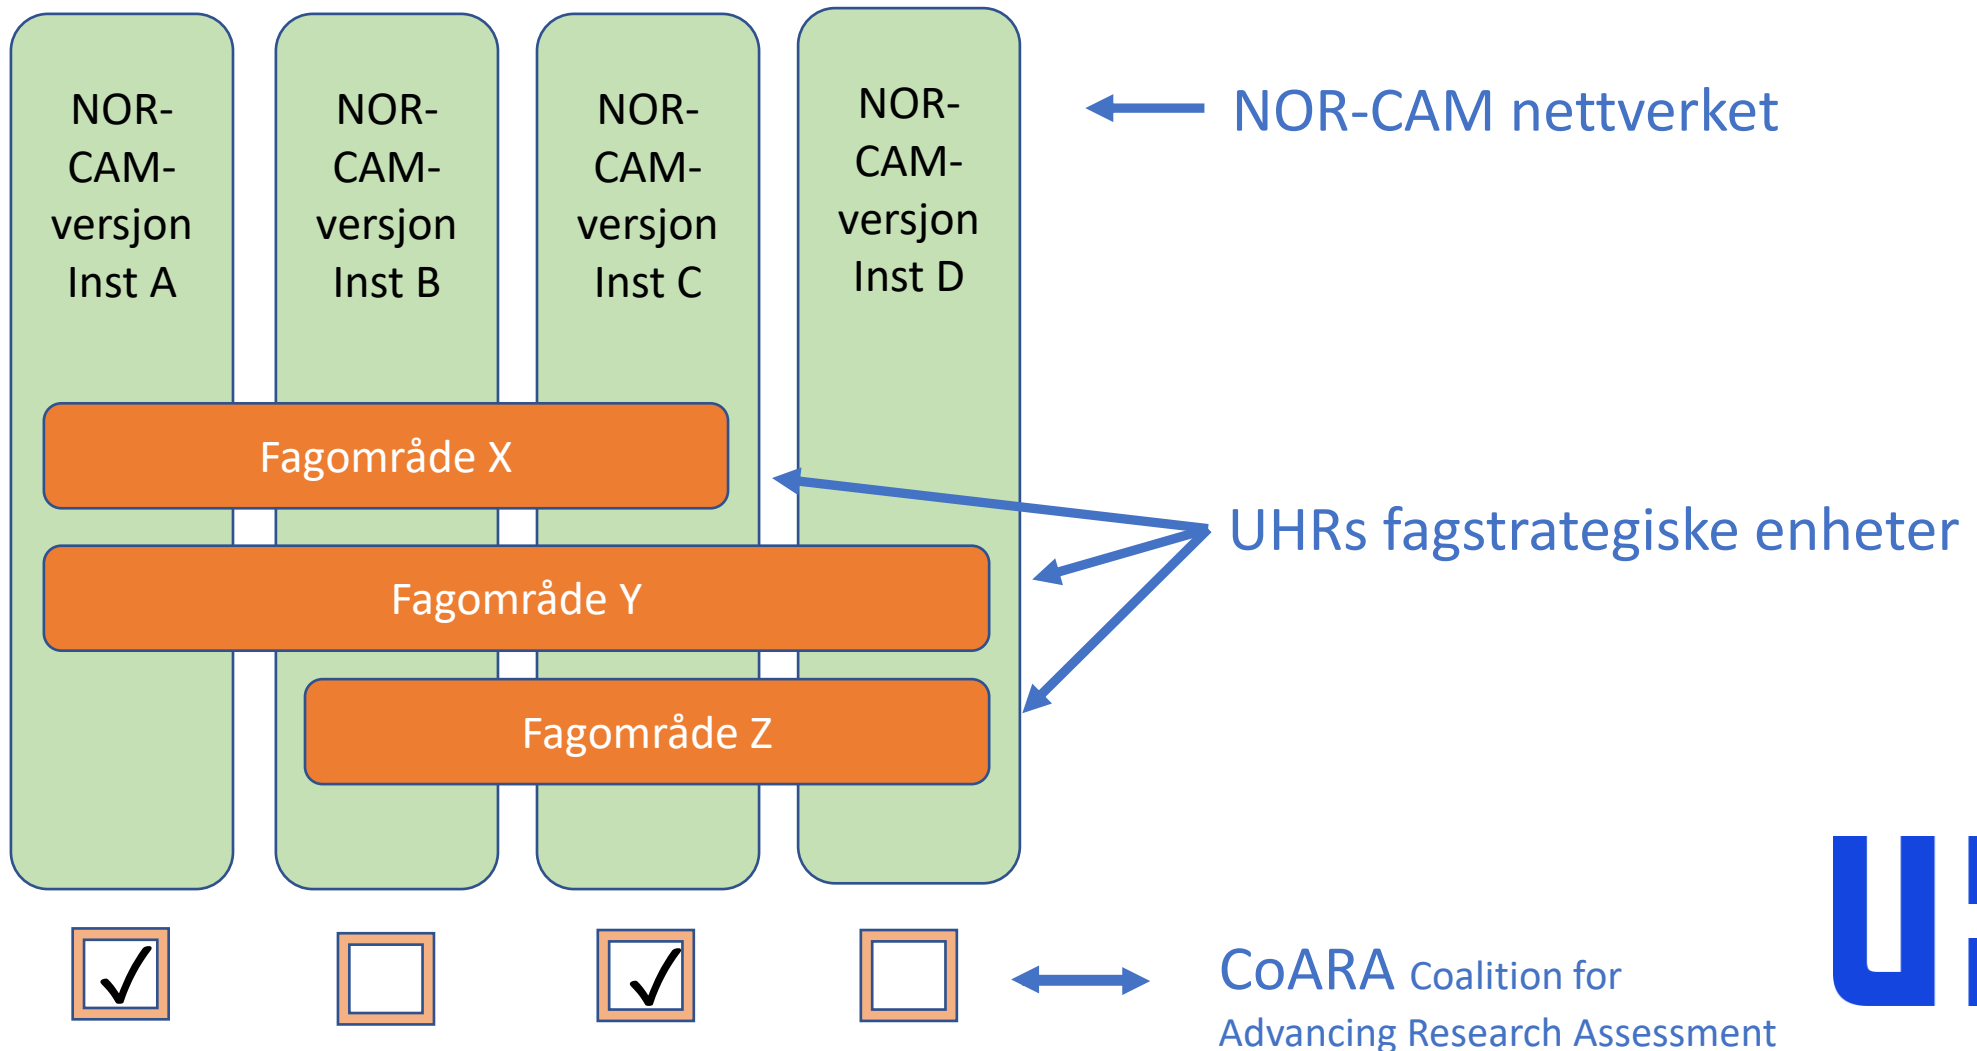 NOR-
CAM-
versjon
Inst A
NOR-
CAM-
versjon
Inst B
NOR-
CAM-
versjon
Inst C
NOR-
CAM-
versjon
Inst D
NOR-CAM nettverket
Fagområde X
Fagområde Y
Fagområde Z
UHRs fagstrategiske enheter
CoARA Coalition for
Advancing Research Assessment
U